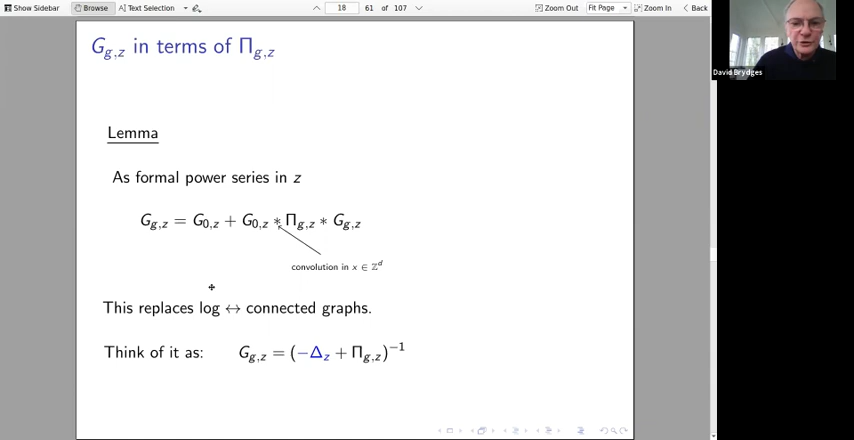 Show Sidebar Browse Text Selection 18 61 of 107 Zoom Out Fit Page Zoom In Back
David Brydges
G_{g,z} in terms of Π_{g,z}
Lemma
As formal power series in z
G_{g,z} = G_{0,z} + G_{0,z} * Π_{g,z} * G_{g,z}
convolution in x ∈ ℤ^d
This replaces log ↔ connected graphs.
Think of it as: G_{g,z} = (−Δ_z + Π_{g,z})^{−1}